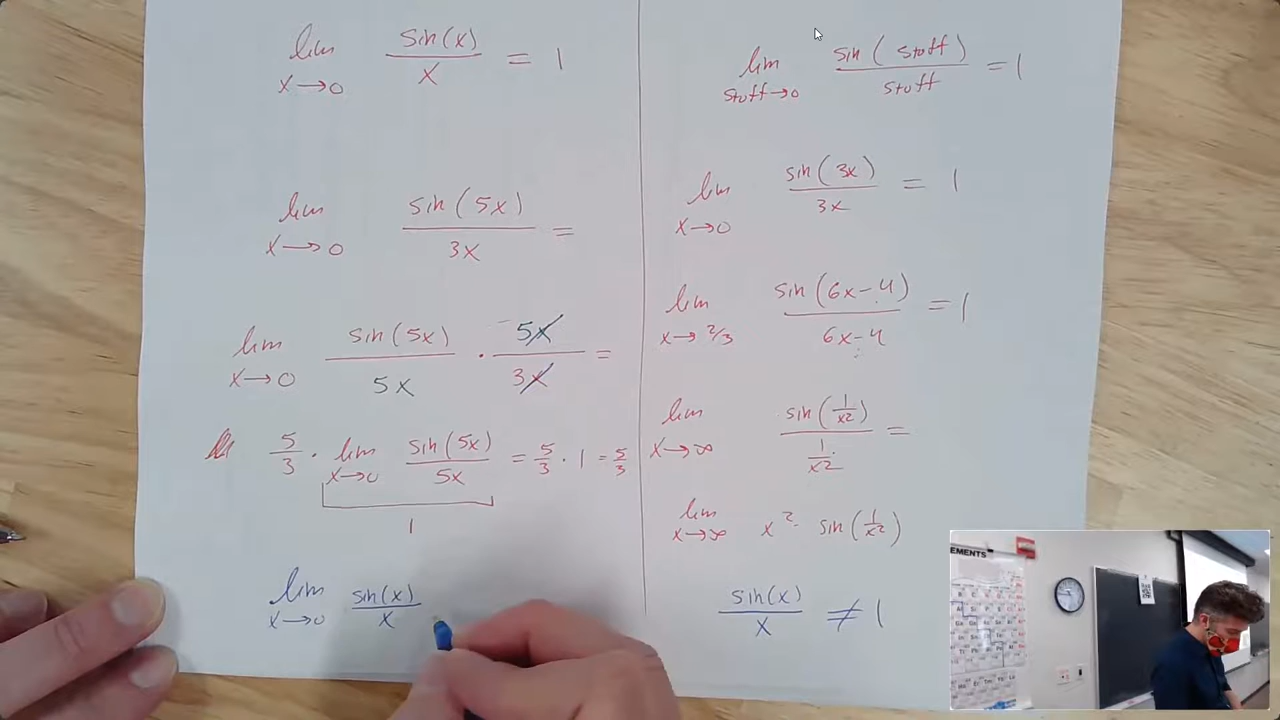 lim x→0 sin(x)/x = 1
lim x→0 sin(5x)/3x =
lim x→0 sin(5x)/5x · 5x/3x =
5/3 · lim x→0 sin(5x)/5x = 5/3 · 1 = 5/3
1
lim x→0 sin(x)/x
lim stuff→0 sin(stuff)/stuff = 1
lim x→0 sin(3x)/3x = 1
lim x→2/3 sin(6x-4)/6x-4 = 1
lim x→∞ sin(1/x2)/1/x2 =
lim x→∞ x2 · sin(1/x2)
sin(x)/x ≠ 1
EMENTS